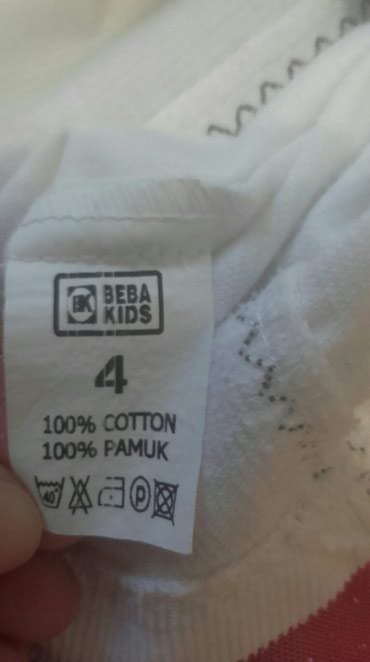 BK BEBA
KIDS
4
100% COTTON
100% PAMUK
40° P